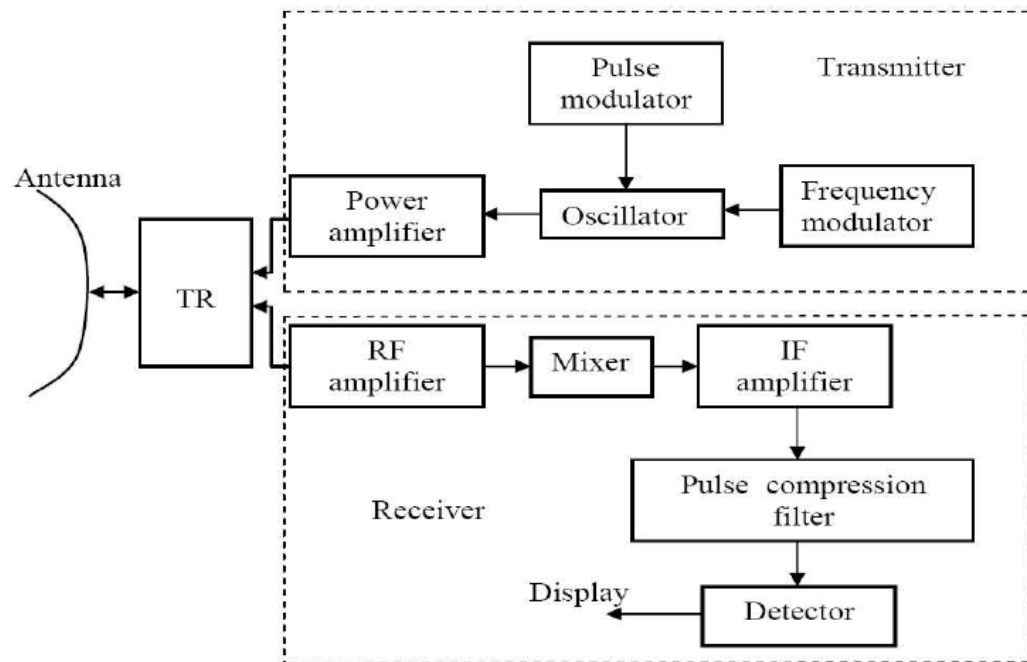 Pulse
modulator
Transmitter
Antenna
Power
amplifier
Oscillator
Frequency
modulator
TR
RF
amplifier
Mixer
IF
amplifier
Receiver
Pulse compression
filter
Display
Detector